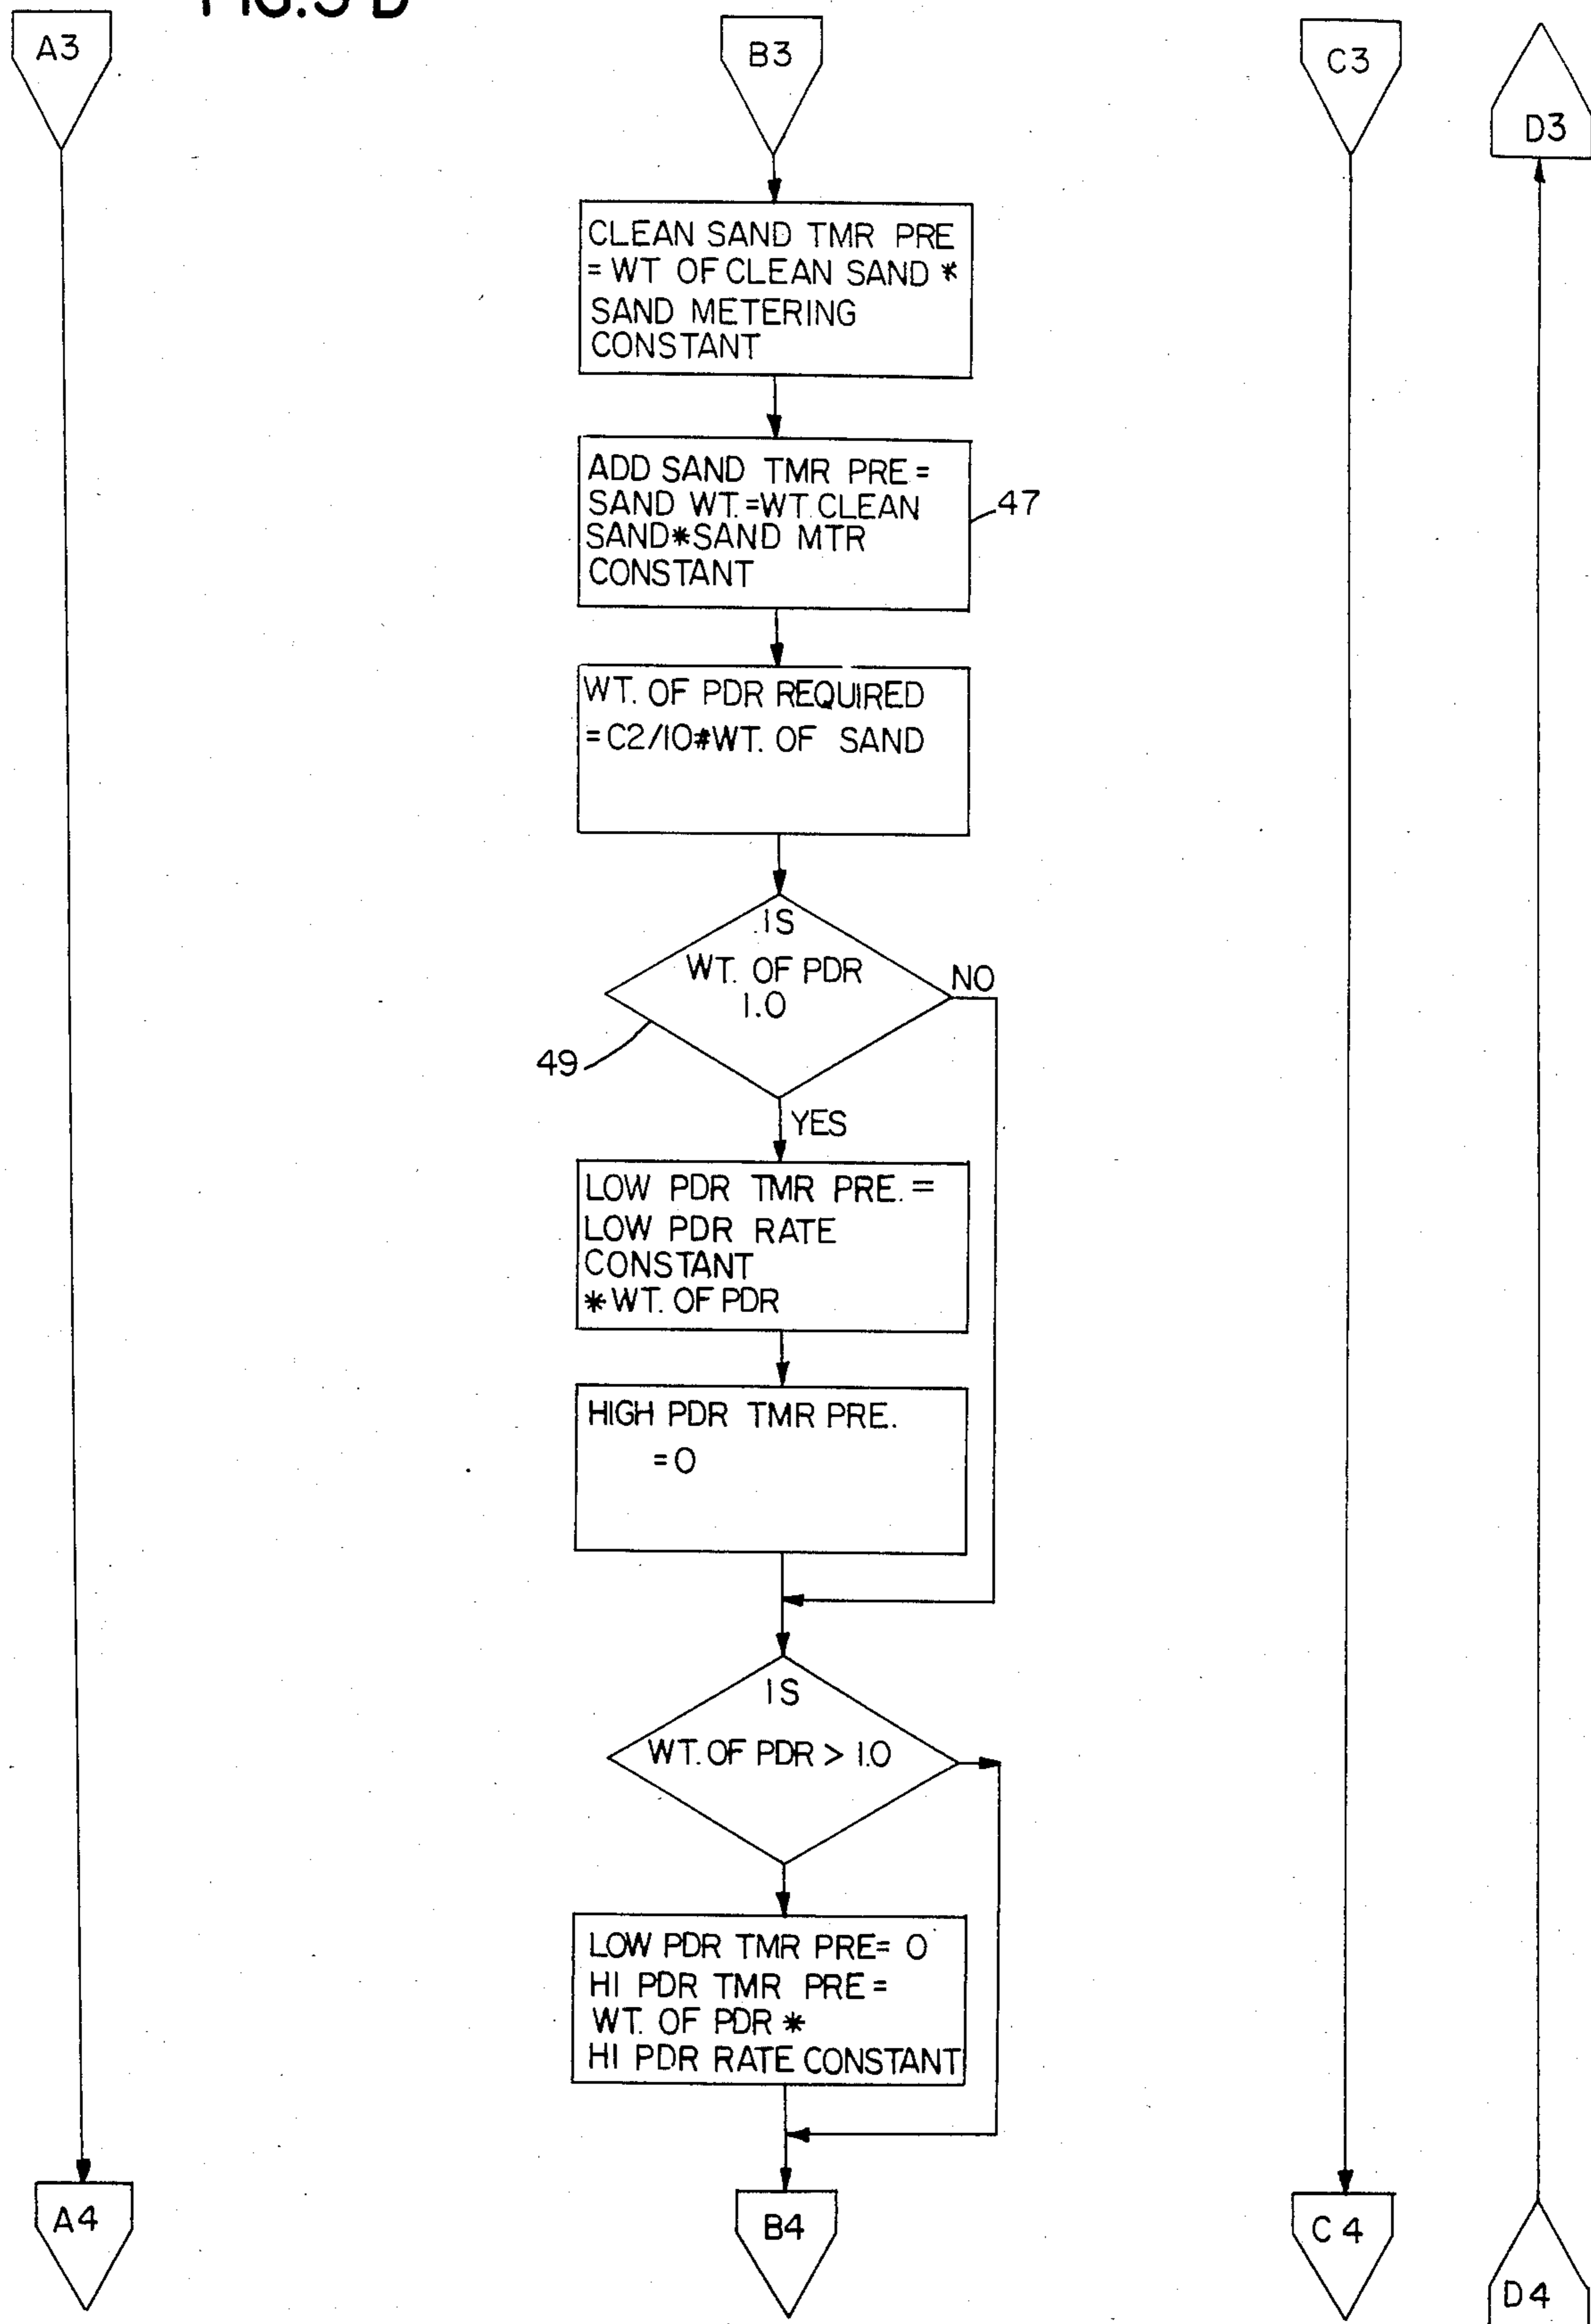 FIG.5 D
A3
B3
C3
D3
CLEAN SAND TMR PRE
= WT OF CLEAN SAND *
SAND METERING
CONSTANT
ADD SAND TMR PRE =
SAND WT.=WT. CLEAN
SAND*SAND MTR
CONSTANT
47
WT. OF PDR REQUIRED
=C2/10#WT. OF SAND
IS
WT. OF PDR
1.0
NO
49
YES
LOW PDR TMR PRE. =
LOW PDR RATE
CONSTANT
*WT. OF PDR
HIGH PDR TMR PRE.
=0
IS
WT. OF PDR > 1.0
LOW PDR TMR PRE= 0
HI PDR TMR PRE=
WT. OF PDR *
HI PDR RATE CONSTANT
A4
B4
C4
D4